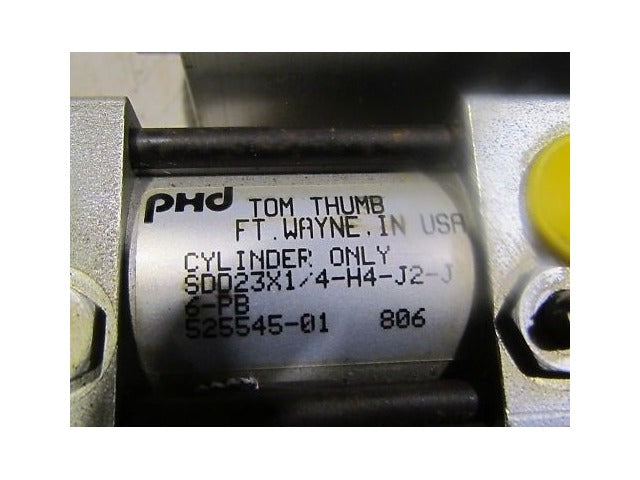 PHD TOM THUMB
FT.WAYNE.IN USA
CYLINDER ONLY
SDD23X1/4-H4-J2-J
6-PB
525545-01 806